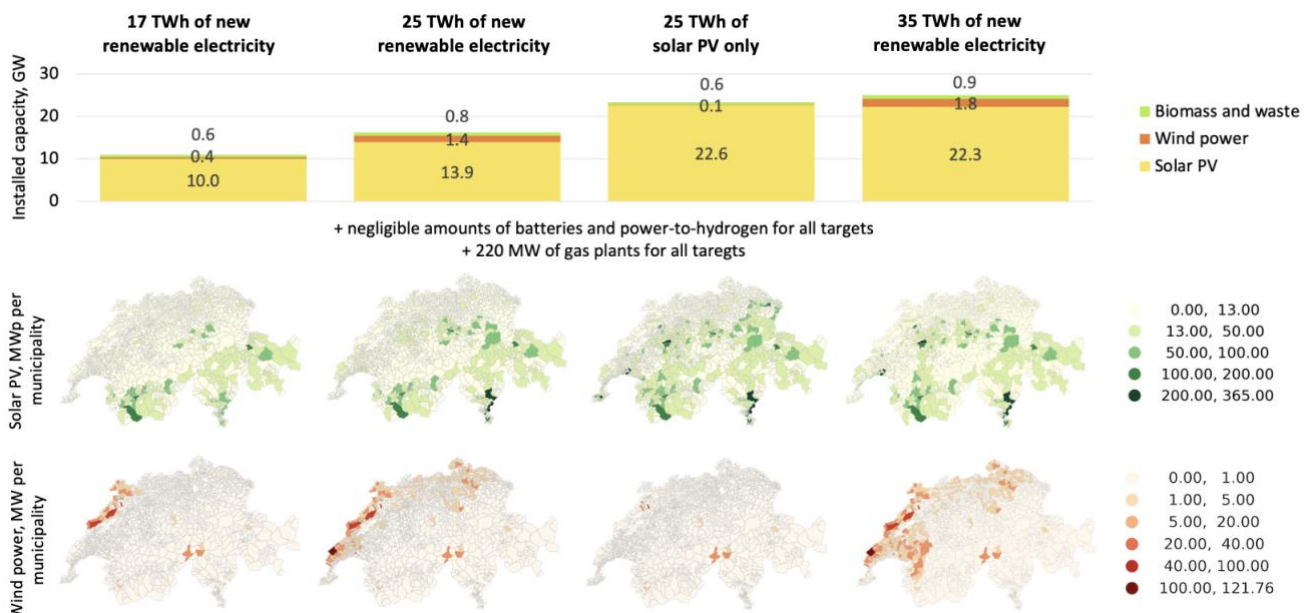 17 TWh of new
renewable electricity
25 TWh of new
renewable electricity
25 TWh of
solar PV only
35 TWh of new
renewable electricity
Installed capacity, GW
30
20
10
0
0.6
0.4
10.0
0.8
1.4
13.9
0.6
0.1
22.6
0.9
1.8
22.3
Biomass and waste
Wind power
Solar PV
+ negligible amounts of batteries and power-to-hydrogen for all targets
+ 220 MW of gas plants for all taregts
Solar PV, MWp per
municipality
0.00, 13.00
13.00, 50.00
50.00, 100.00
100.00, 200.00
200.00, 365.00
Wind power, MW per
municipality
0.00, 1.00
1.00, 5.00
5.00, 20.00
20.00, 40.00
40.00, 100.00
100.00, 121.76